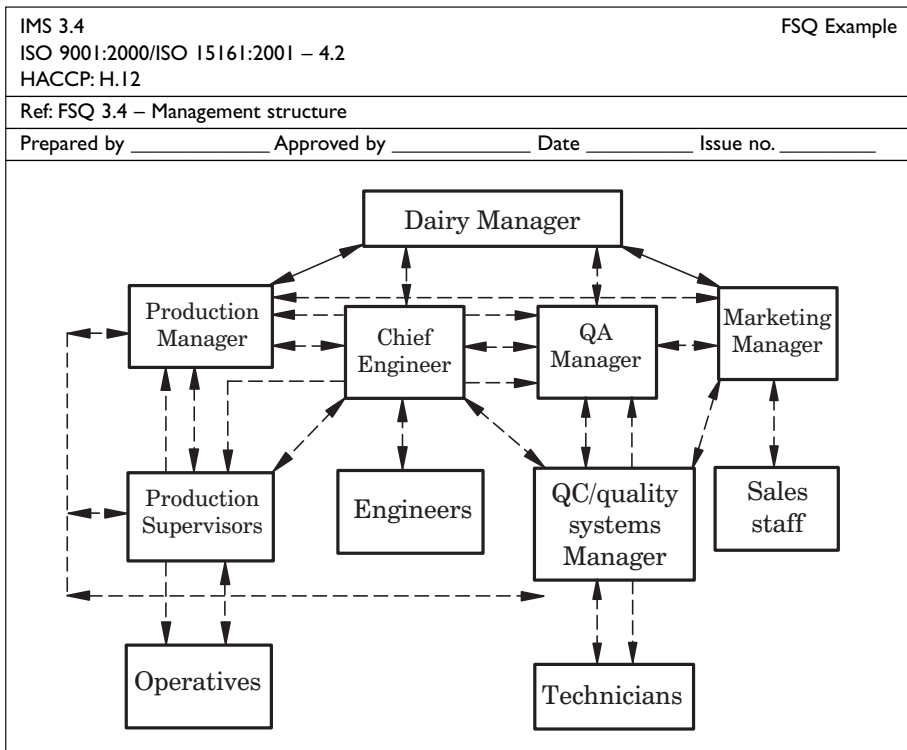 IMS 3.4
FSQ Example
ISO 9001:2000/ISO 15161:2001 – 4.2
HACCP: H.12
Ref: FSQ 3.4 – Management structure
Prepared by ____________ Approved by ____________ Date _________ Issue no. ________
Dairy Manager
Production
Manager
Chief
Engineer
QA
Manager
Marketing
Manager
Production
Supervisors
Engineers
QC/quality
systems
Manager
Sales
staff
Operatives
Technicians